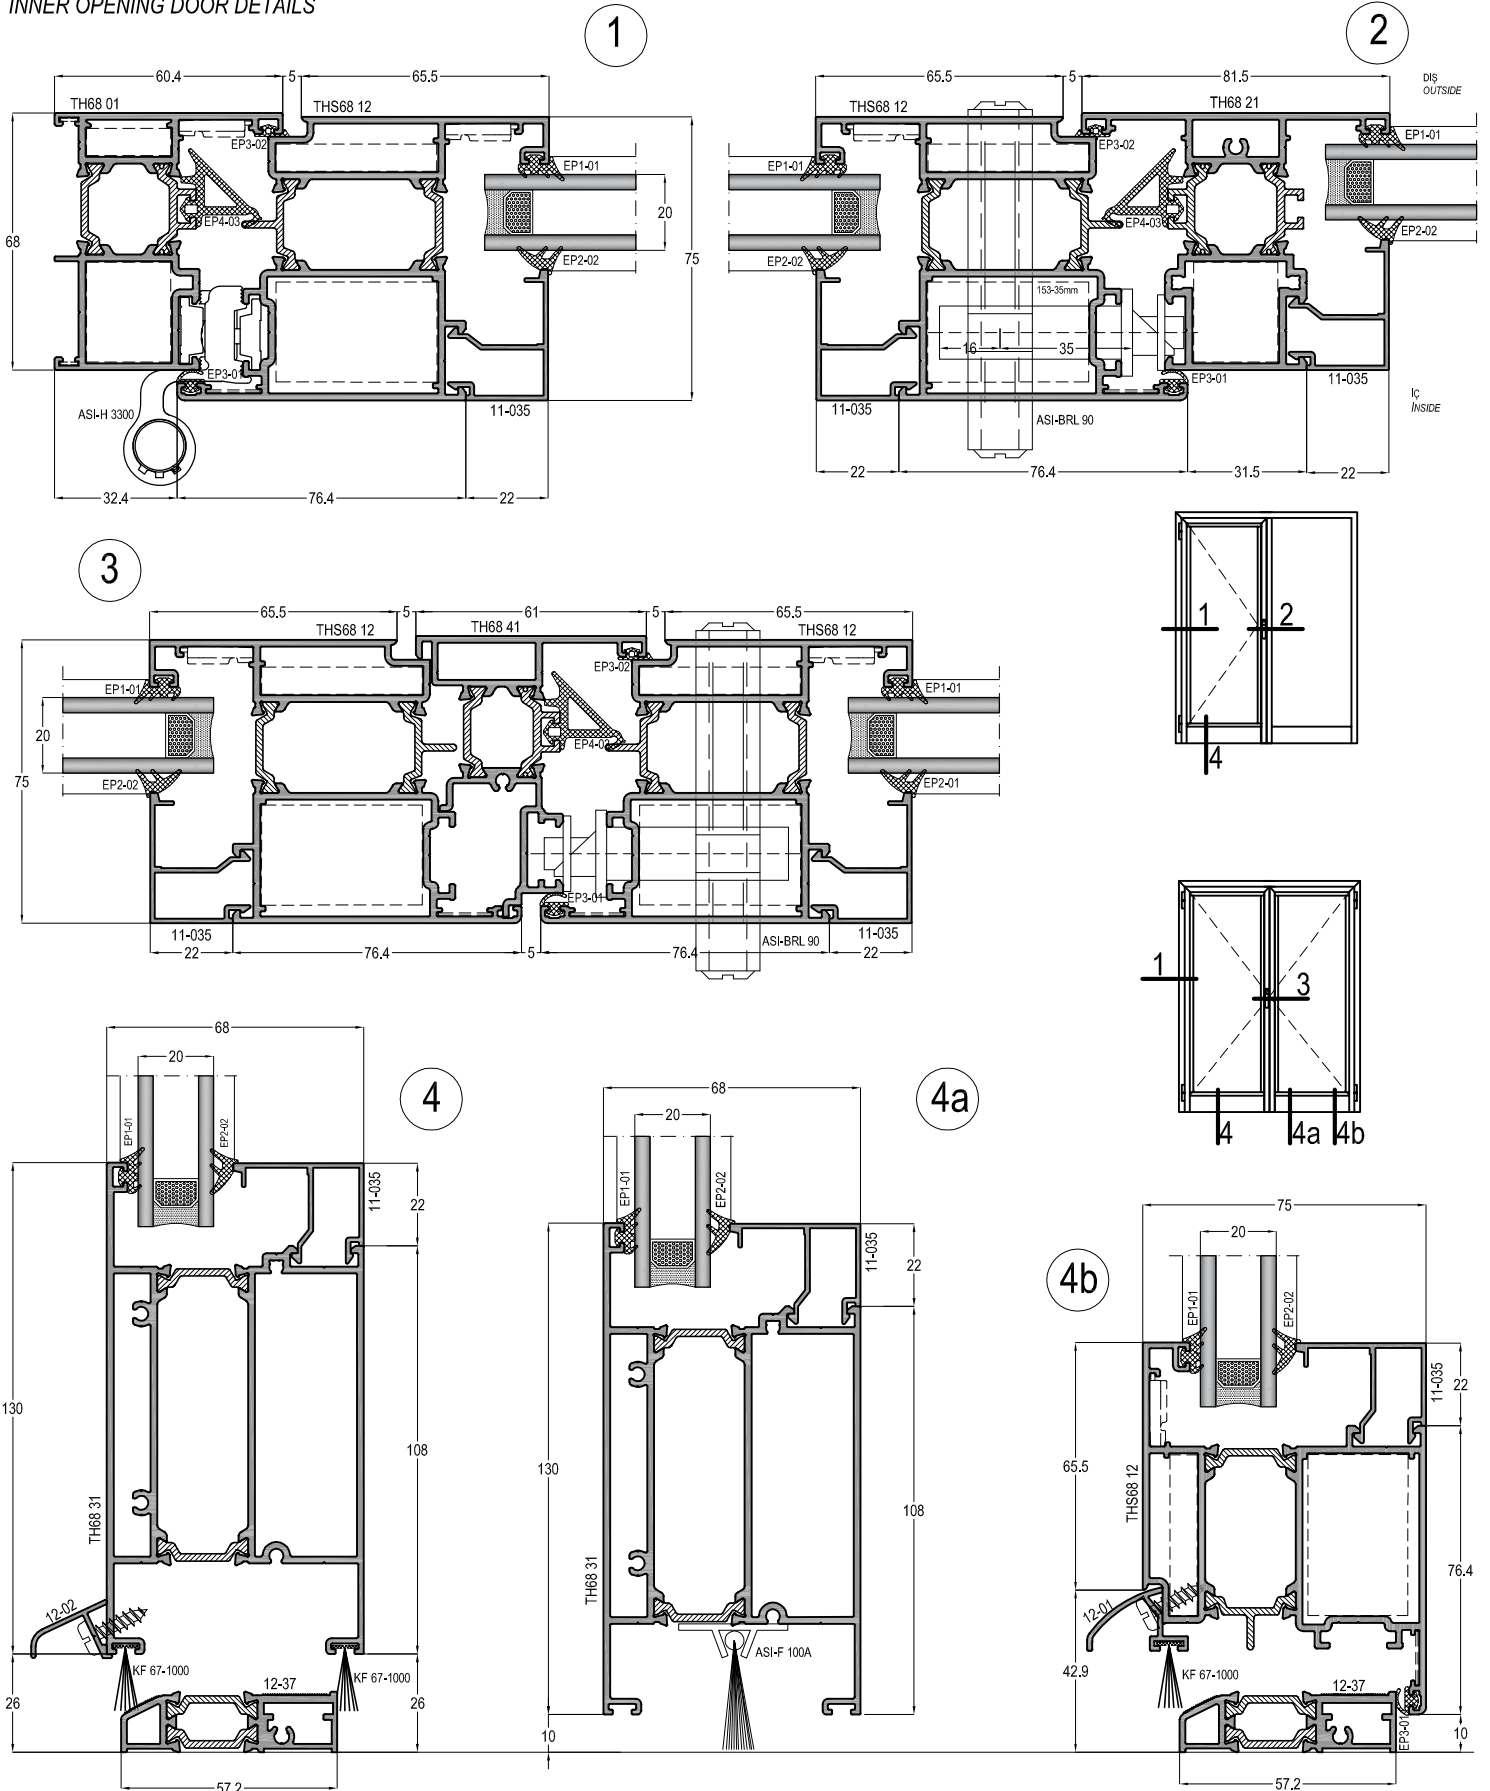 INNER OPENING DOOR DETAILS
1
60.4
5
65.5
TH68 01
THS68 12
EP3-02
EP1-01
EP4-03
20
68
EP2-02
75
EP3-01
ASI-H 3300
11-035
32.4
76.4
22
2
65.5
5
81.5
DIŞ
OUTSIDE
THS68 12
TH68 21
EP1-01
EP3-02
EP1-01
EP4-03
EP2-02
EP2-02
153-35mm
16
35
EP3-01
11-035
11-035
ASI-BRL 90
İÇ
İNSIDE
22
76.4
31.5
22
1
2
4
3
65.5
5
61
5
65.5
THS68 12
TH68 41
THS68 12
EP3-02
EP1-01
EP1-01
20
EP4-03
75
EP2-02
EP2-01
EP3-01
11-035
11-035
ASI-BRL 90
22
76.4
5
76.4
22
1
3
4
4a
4b
68
20
4
EP1-01
EP2-02
11-035
22
130
108
TH68 31
12-02
KF 67-1000
KF 67-1000
12-37
26
26
57.2
68
20
4a
EP1-01
EP2-02
11-035
22
130
108
TH68 31
ASI-F 100A
10
75
20
4b
EP1-01
EP2-02
11-035
22
65.5
THS68 12
76.4
12-01
42.9
KF 67-1000
12-37
EP3-01
10
57.2